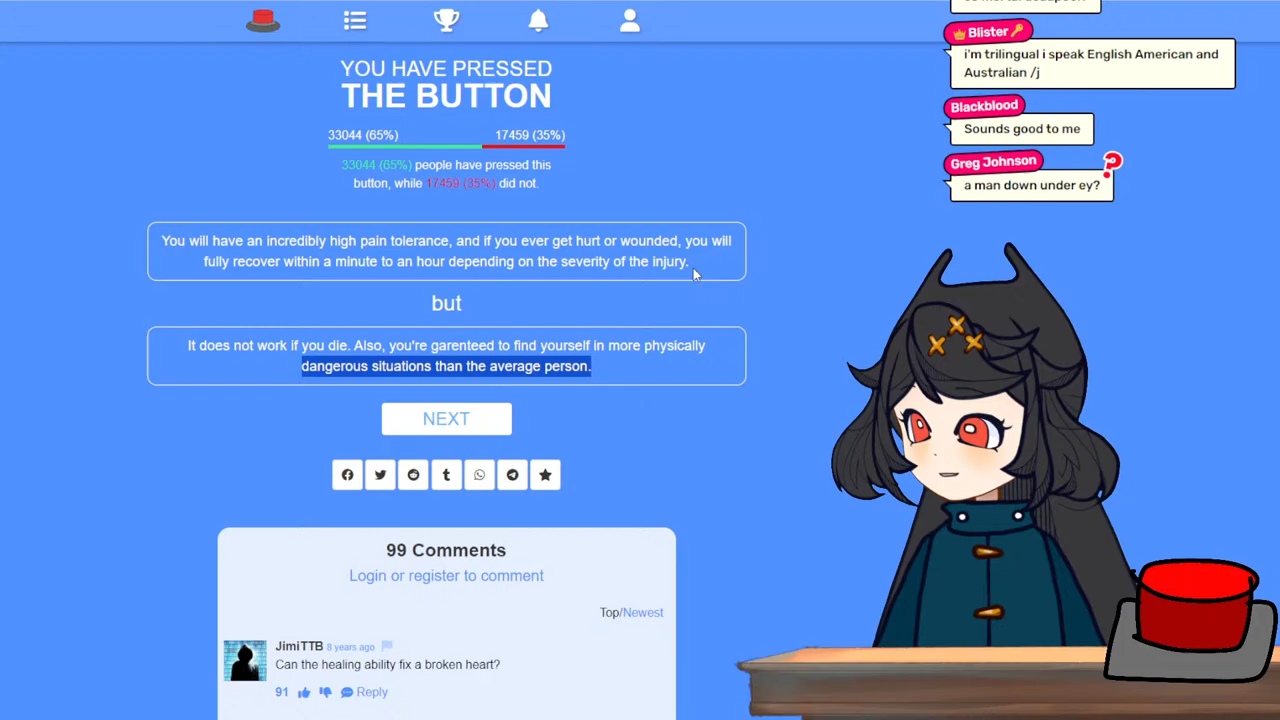 YOU HAVE PRESSED
THE BUTTON
33044 (65%) 17459 (35%)
33044 (65%) people have pressed this
button, while 17459 (35%) did not.
You will have an incredibly high pain tolerance, and if you ever get hurt or wounded, you will
fully recover within a minute to an hour depending on the severity of the injury.
but
It does not work if you die. Also, you're garenteed to find yourself in more physically
dangerous situations than the average person.
NEXT
99 Comments
Login or register to comment
Top/Newest
JimiTTB 8 years ago
Can the healing ability fix a broken heart?
91 Reply
Blister
i'm trilingual i speak English American and
Australian /j
Blackblood
Sounds good to me
Greg Johnson
?
a man down under ey?